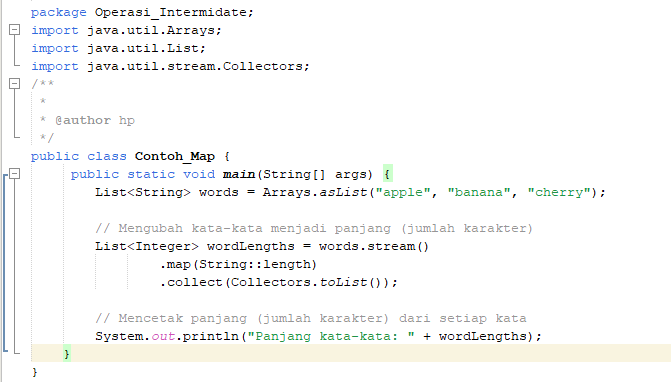 package Operasi_Intermidate;
import java.util.Arrays;
import java.util.List;
import java.util.stream.Collectors;
/**
 *
 * @author hp
 */
public class Contoh_Map {
     public static void main(String[] args) {
        List<String> words = Arrays.asList("apple", "banana", "cherry");

        // Mengubah kata-kata menjadi panjang (jumlah karakter)
        List<Integer> wordLengths = words.stream()
                .map(String::length)
                .collect(Collectors.toList());

        // Mencetak panjang (jumlah karakter) dari setiap kata
        System.out.println("Panjang kata-kata: " + wordLengths);
    }
}